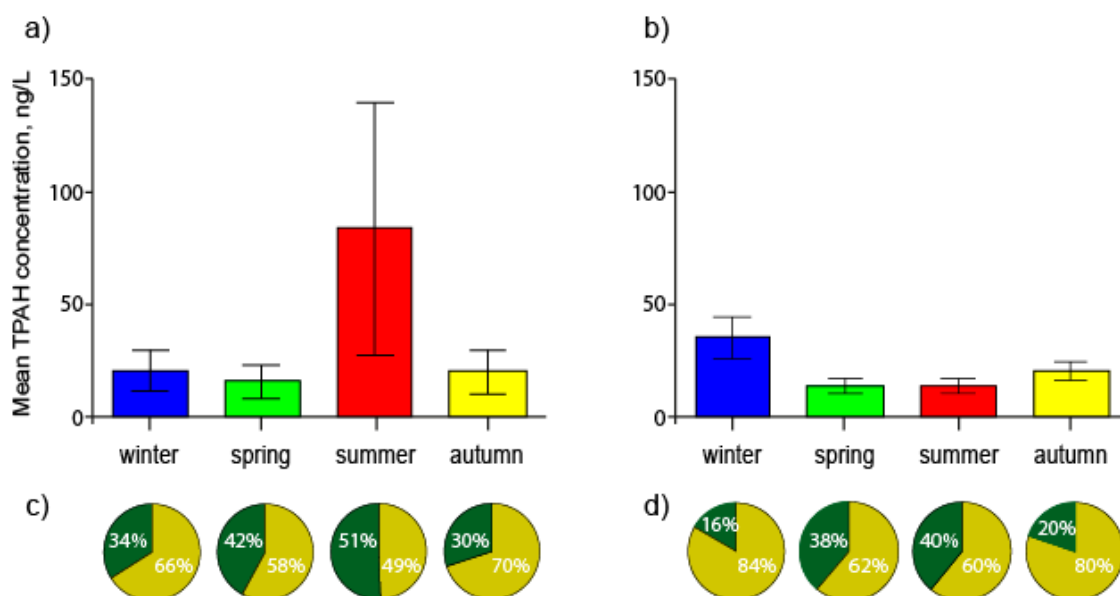 a)
b)
Mean TPAH concentration, ng/L
150
100
50
0
winter spring summer autumn
150
100
50
0
winter spring summer autumn
c)
34% 66%
42% 58%
51% 49%
30% 70%
d)
16% 84%
38% 62%
40% 60%
20% 80%